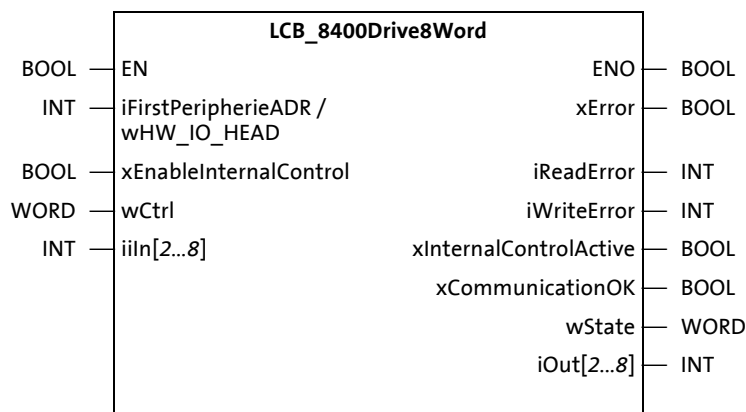 LCB_8400Drive8Word
BOOL EN ENO BOOL
INT iFirstPeripherieADR / xError BOOL
wHW_IO_HEAD
BOOL xEnableInternalControl iReadError INT
WORD wCtrl iWriteError INT
INT iiIn[2...8] xInternalControlActive BOOL
xCommunicationOK BOOL
wState WORD
iOut[2...8] INT